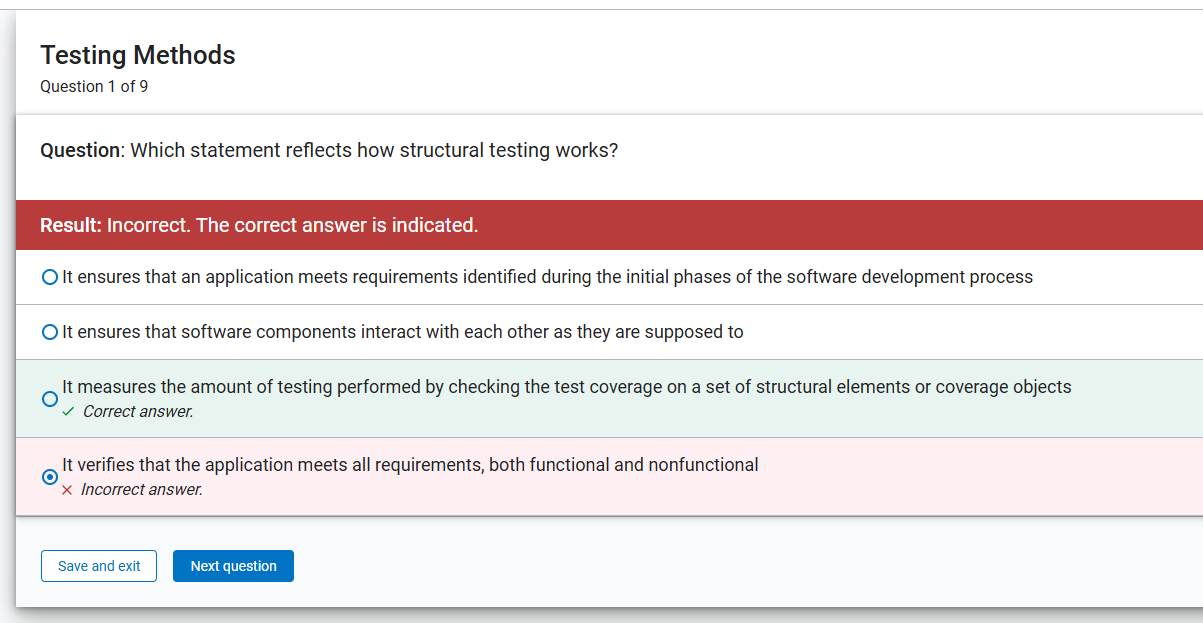 Testing Methods
Question 1 of 9
Question: Which statement reflects how structural testing works?
Result: Incorrect. The correct answer is indicated.
It ensures that an application meets requirements identified during the initial phases of the software development process
It ensures that software components interact with each other as they are supposed to
It measures the amount of testing performed by checking the test coverage on a set of structural elements or coverage objects
Correct answer.
It verifies that the application meets all requirements, both functional and nonfunctional
Incorrect answer.
Save and exit Next question